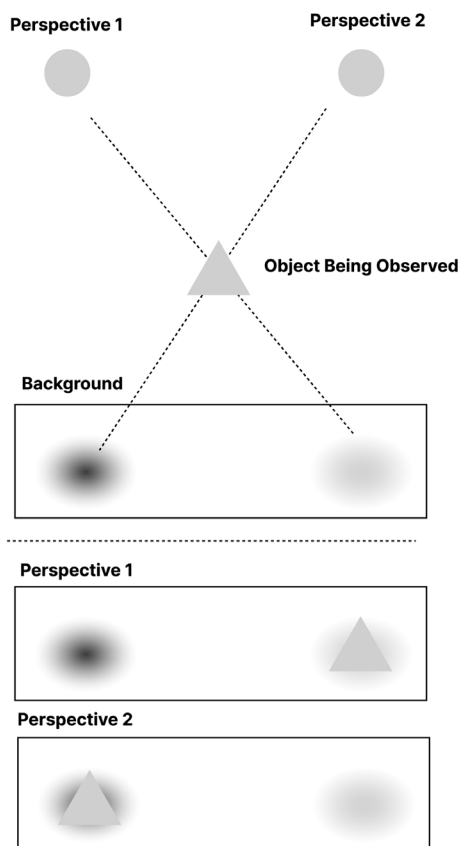 Perspective 1
Perspective 2
Object Being Observed
Background
Perspective 1
Perspective 2